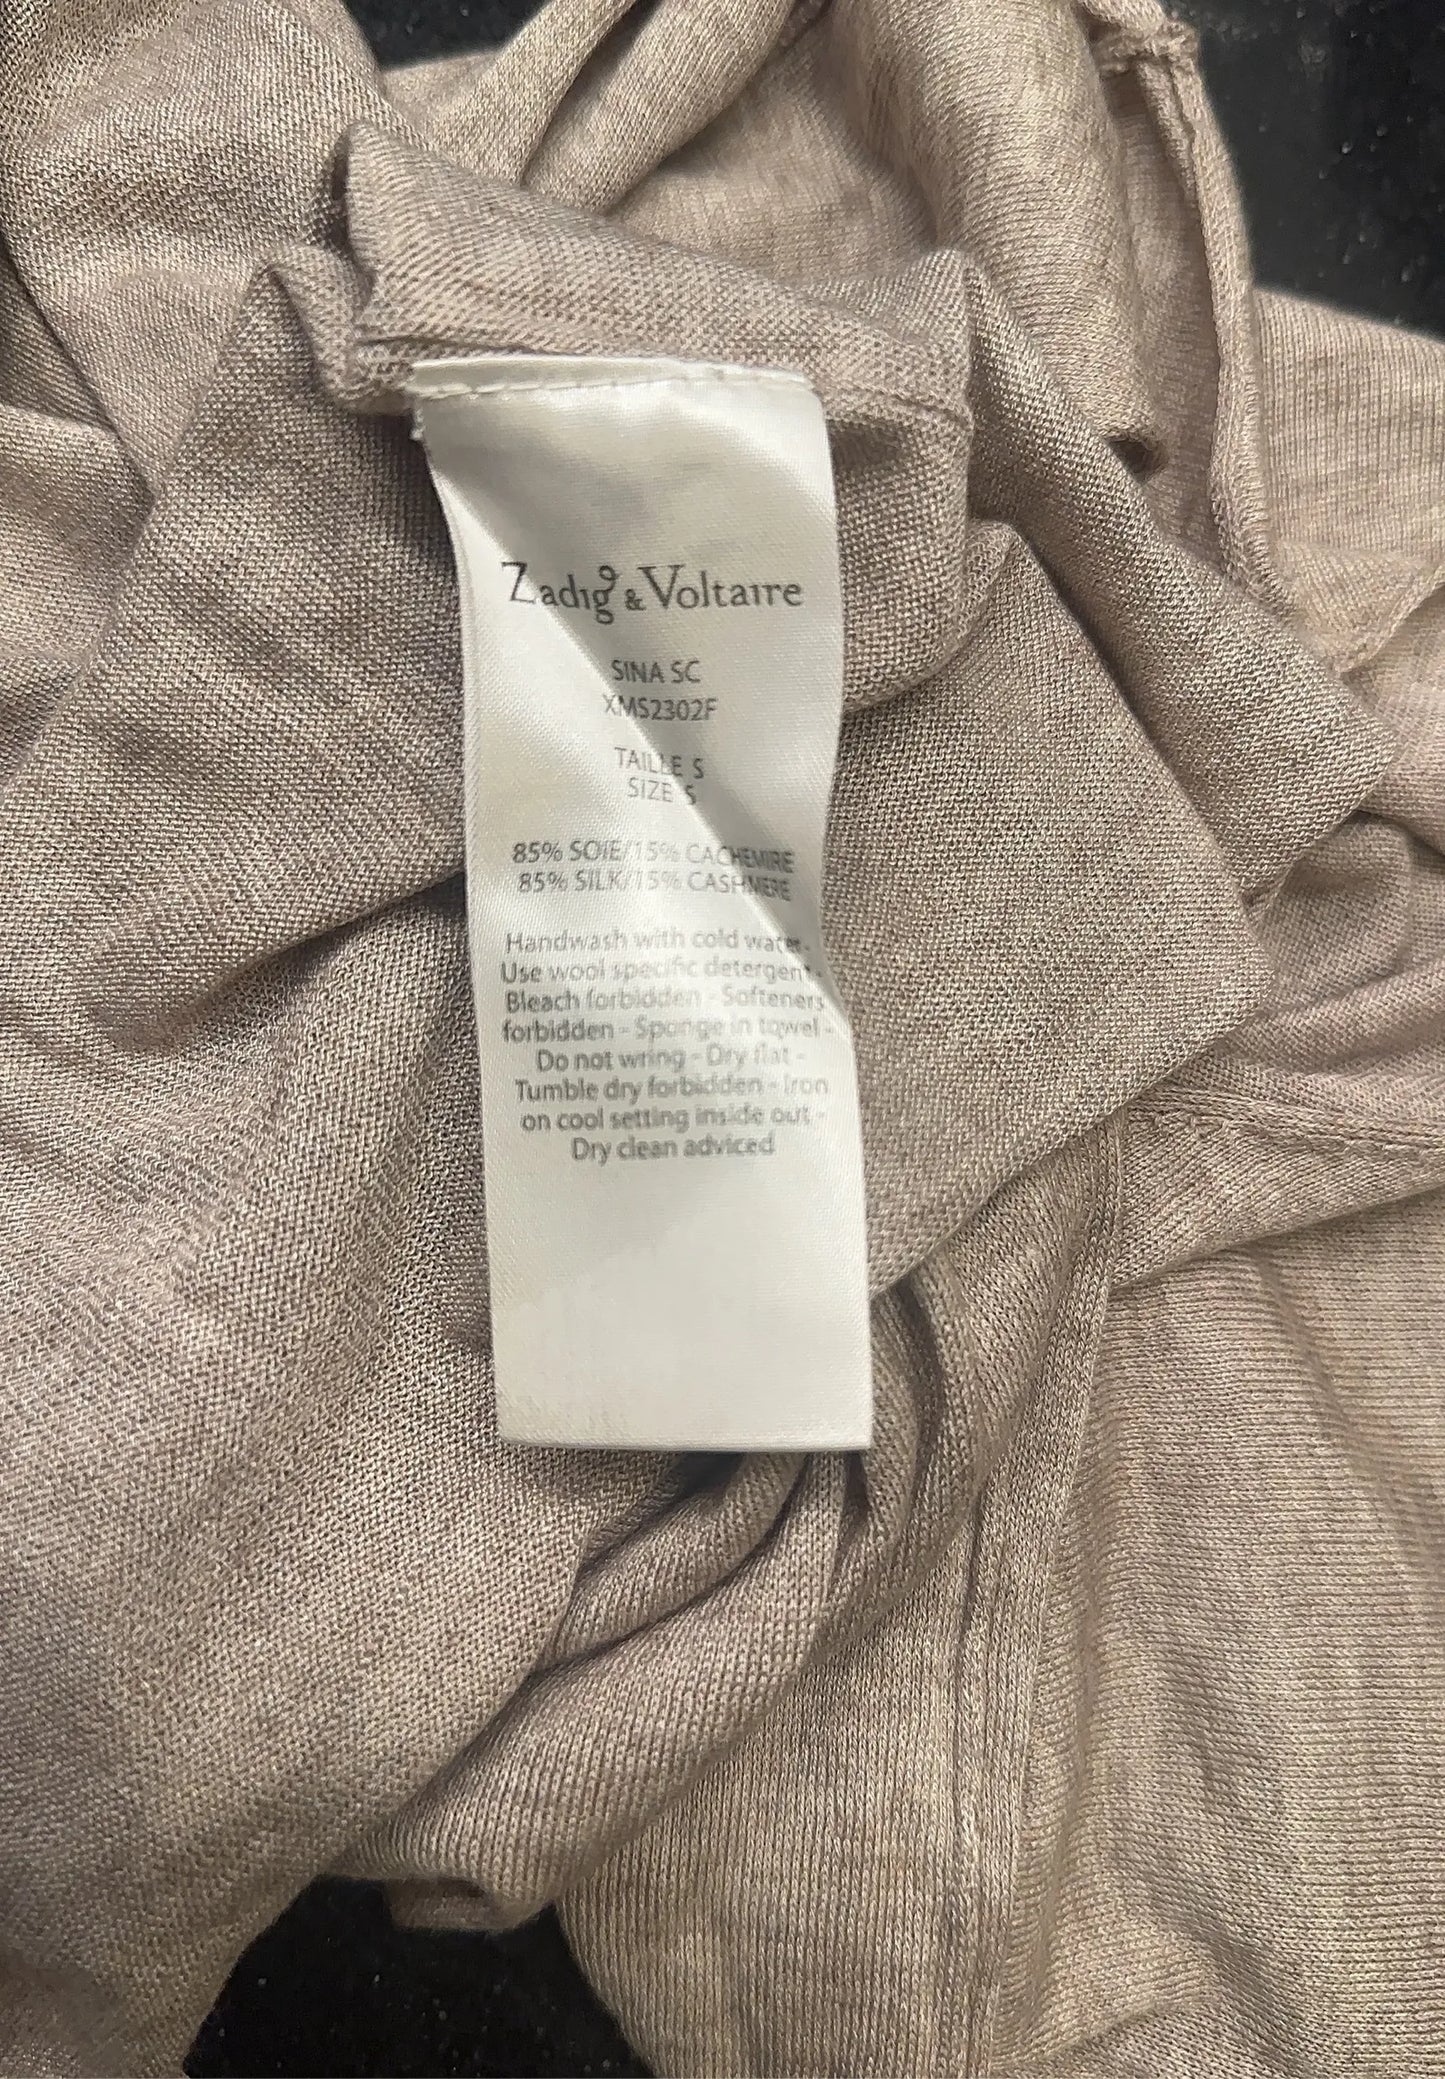 Zadig & Voltaire
SINA SC
XMS2302F
TAILLE S
SIZE S
85% SOIE/15% CACHEMIRE
85% SILK/15% CASHMERE
Handwash with cold water.
Use wool specific detergent -
Bleach forbidden - Softeners
forbidden - Sponge in towel -
Do not wring - Dry flat -
Tumble dry forbidden - Iron
on cool setting inside out -
Dry clean adviced